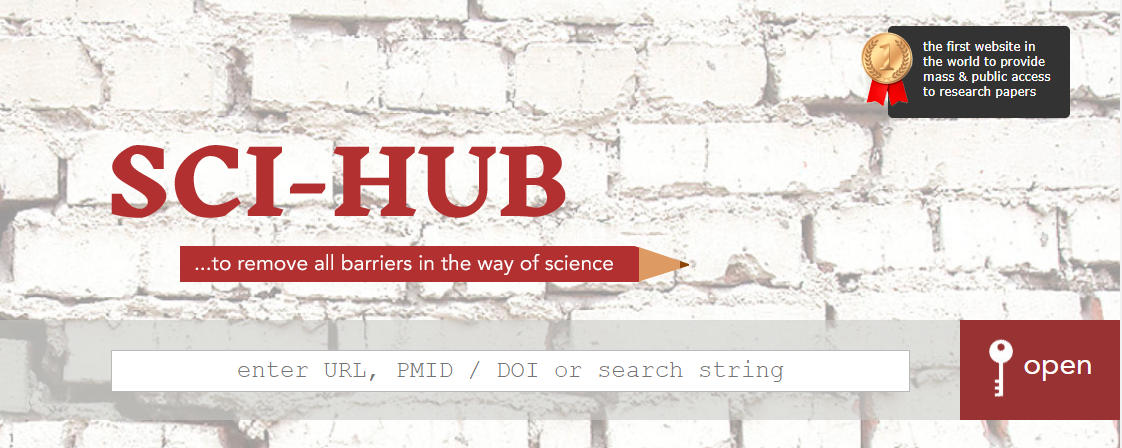 the first website in
the world to provide
mass & public access
to research papers
SCI-HUB
...to remove all barriers in the way of science
enter URL, PMID / DOI or search string
open
1